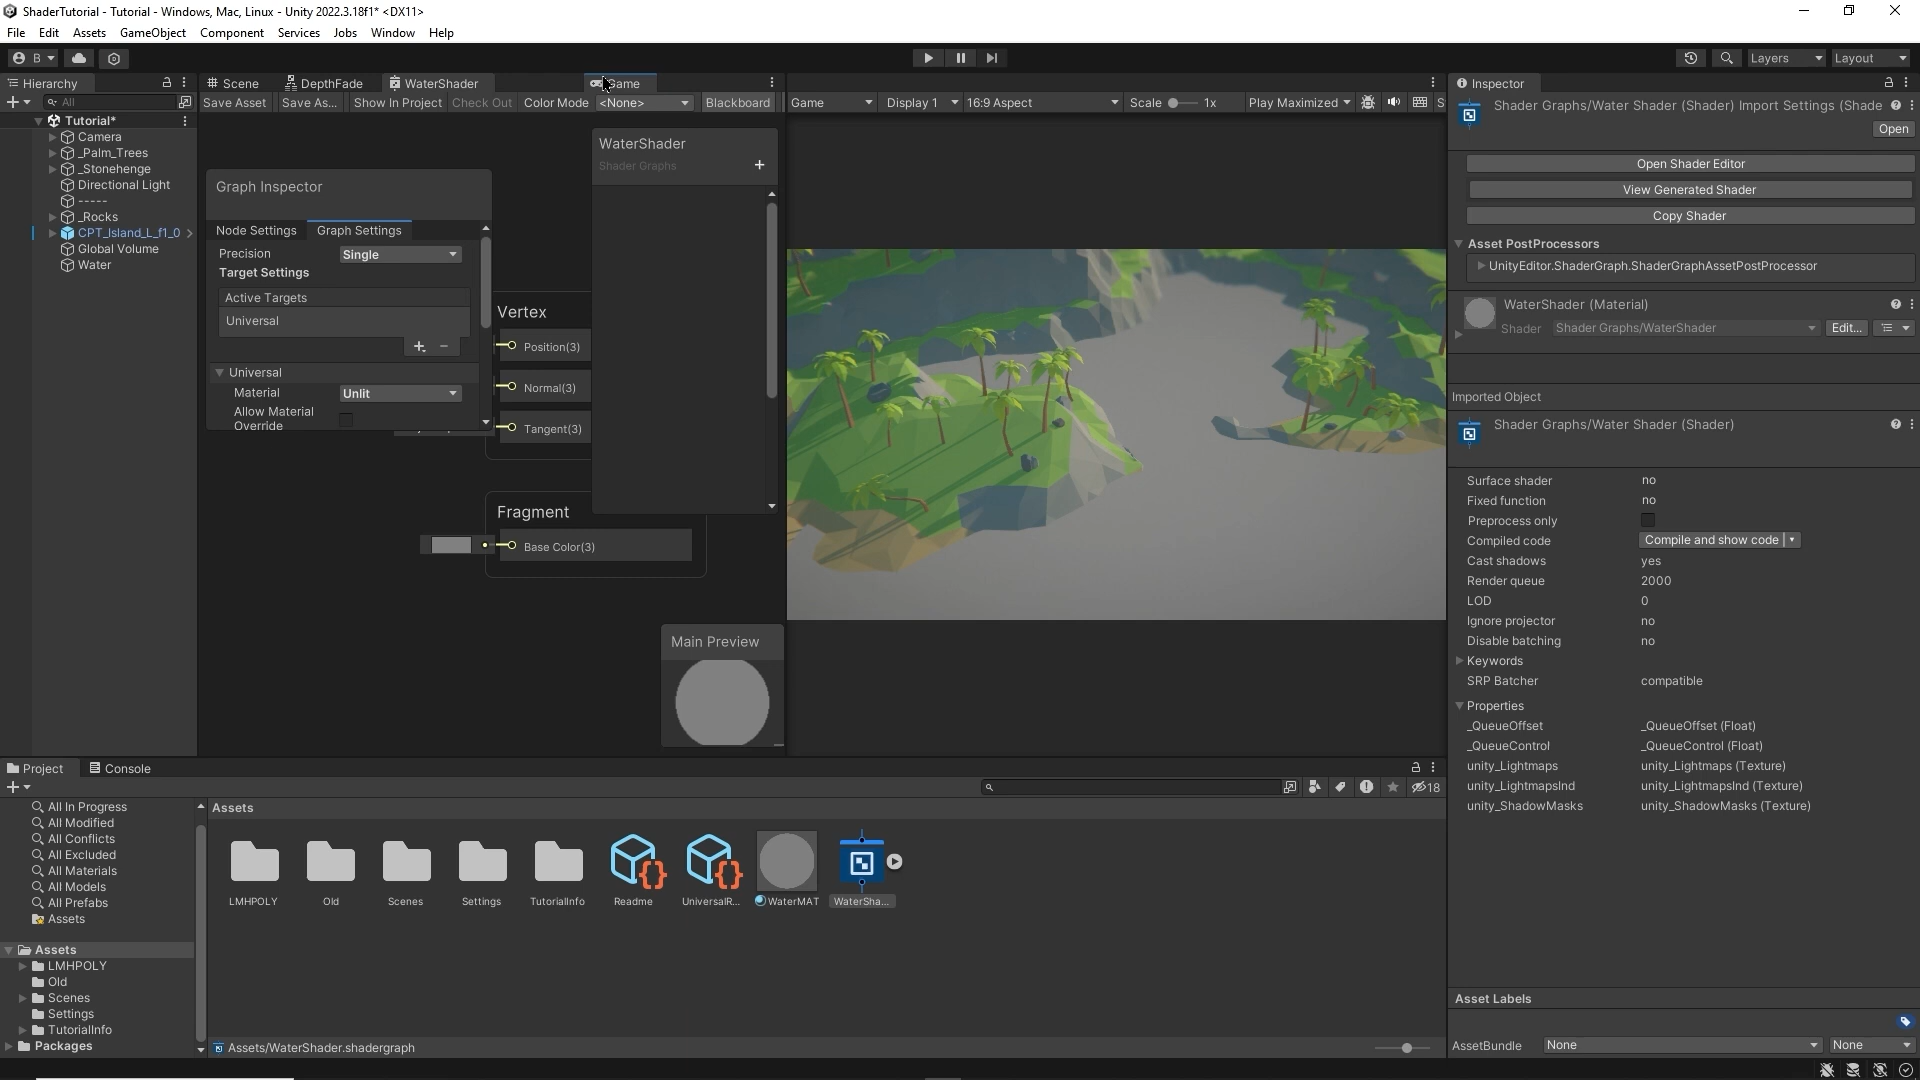 ShaderTutorial - Tutorial - Windows, Mac, Linux - Unity 2022.3.18f1* <DX11>
File Edit Assets GameObject Component Services Jobs Window Help
B Layers Layout
Hierarchy
All
Tutorial*
Camera
_Palm_Trees
_Stonehenge
Directional Light
-----
_Rocks
CPT_Island_L_f1_0
Global Volume
Water
Scene DepthFade WaterShader Game
Save Asset Save As... Show In Project Check Out Color Mode <None> Blackboard
Graph Inspector
Node Settings Graph Settings
Precision Single
Target Settings
Active Targets
Universal
Universal
Material Unlit
Allow Material
Override
WaterShader
Shader Graphs
Vertex
Position(3)
Normal(3)
Tangent(3)
Fragment
Base Color(3)
Main Preview
Game Display 1 16:9 Aspect Scale 1x Play Maximized S
Inspector
Shader Graphs/Water Shader (Shader) Import Settings (Shade
Open
Open Shader Editor
View Generated Shader
Copy Shader
Asset PostProcessors
UnityEditor.ShaderGraph.ShaderGraphAssetPostProcessor
WaterShader (Material)
Shader Shader Graphs/WaterShader Edit...
Imported Object
Shader Graphs/Water Shader (Shader)
Surface shader no
Fixed function no
Preprocess only
Compiled code Compile and show code
Cast shadows yes
Render queue 2000
LOD 0
Ignore projector no
Disable batching no
Keywords
SRP Batcher compatible
Properties
_QueueOffset _QueueOffset (Float)
_QueueControl _QueueControl (Float)
unity_Lightmaps unity_Lightmaps (Texture)
unity_LightmapsInd unity_LightmapsInd (Texture)
unity_ShadowMasks unity_ShadowMasks (Texture)
Asset Labels
AssetBundle None None
Project Console
18
All In Progress
All Modified
All Conflicts
All Excluded
All Materials
All Models
All Prefabs
Assets
Assets
LMHPOLY
Old
Scenes
Settings
TutorialInfo
Packages
Assets
LMHPOLY Old Scenes Settings TutorialInfo Readme UniversalR... WaterMAT WaterSha...
Assets/WaterShader.shadergraph